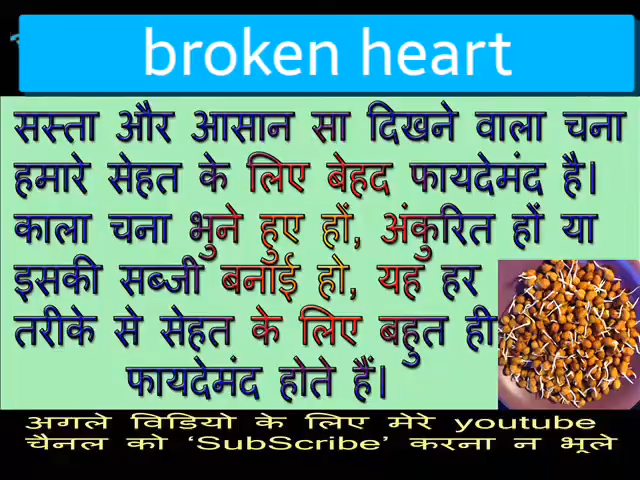 broken heart
सस्ता और आसान सा दिखने वाला चना
हमारे सेहत के लिए बेहद फायदेमंद है।
काला चना भुने हुए हों, अंकुरित हों या
इसकी सब्जी बनाई हो, यह हर
तरीके से सेहत के लिए बहुत ही
फायदेमंद होते हैं।
अगले विडियो के लिए मेरे youtube
चैनल को ‘SubScribe’ करना न भूले